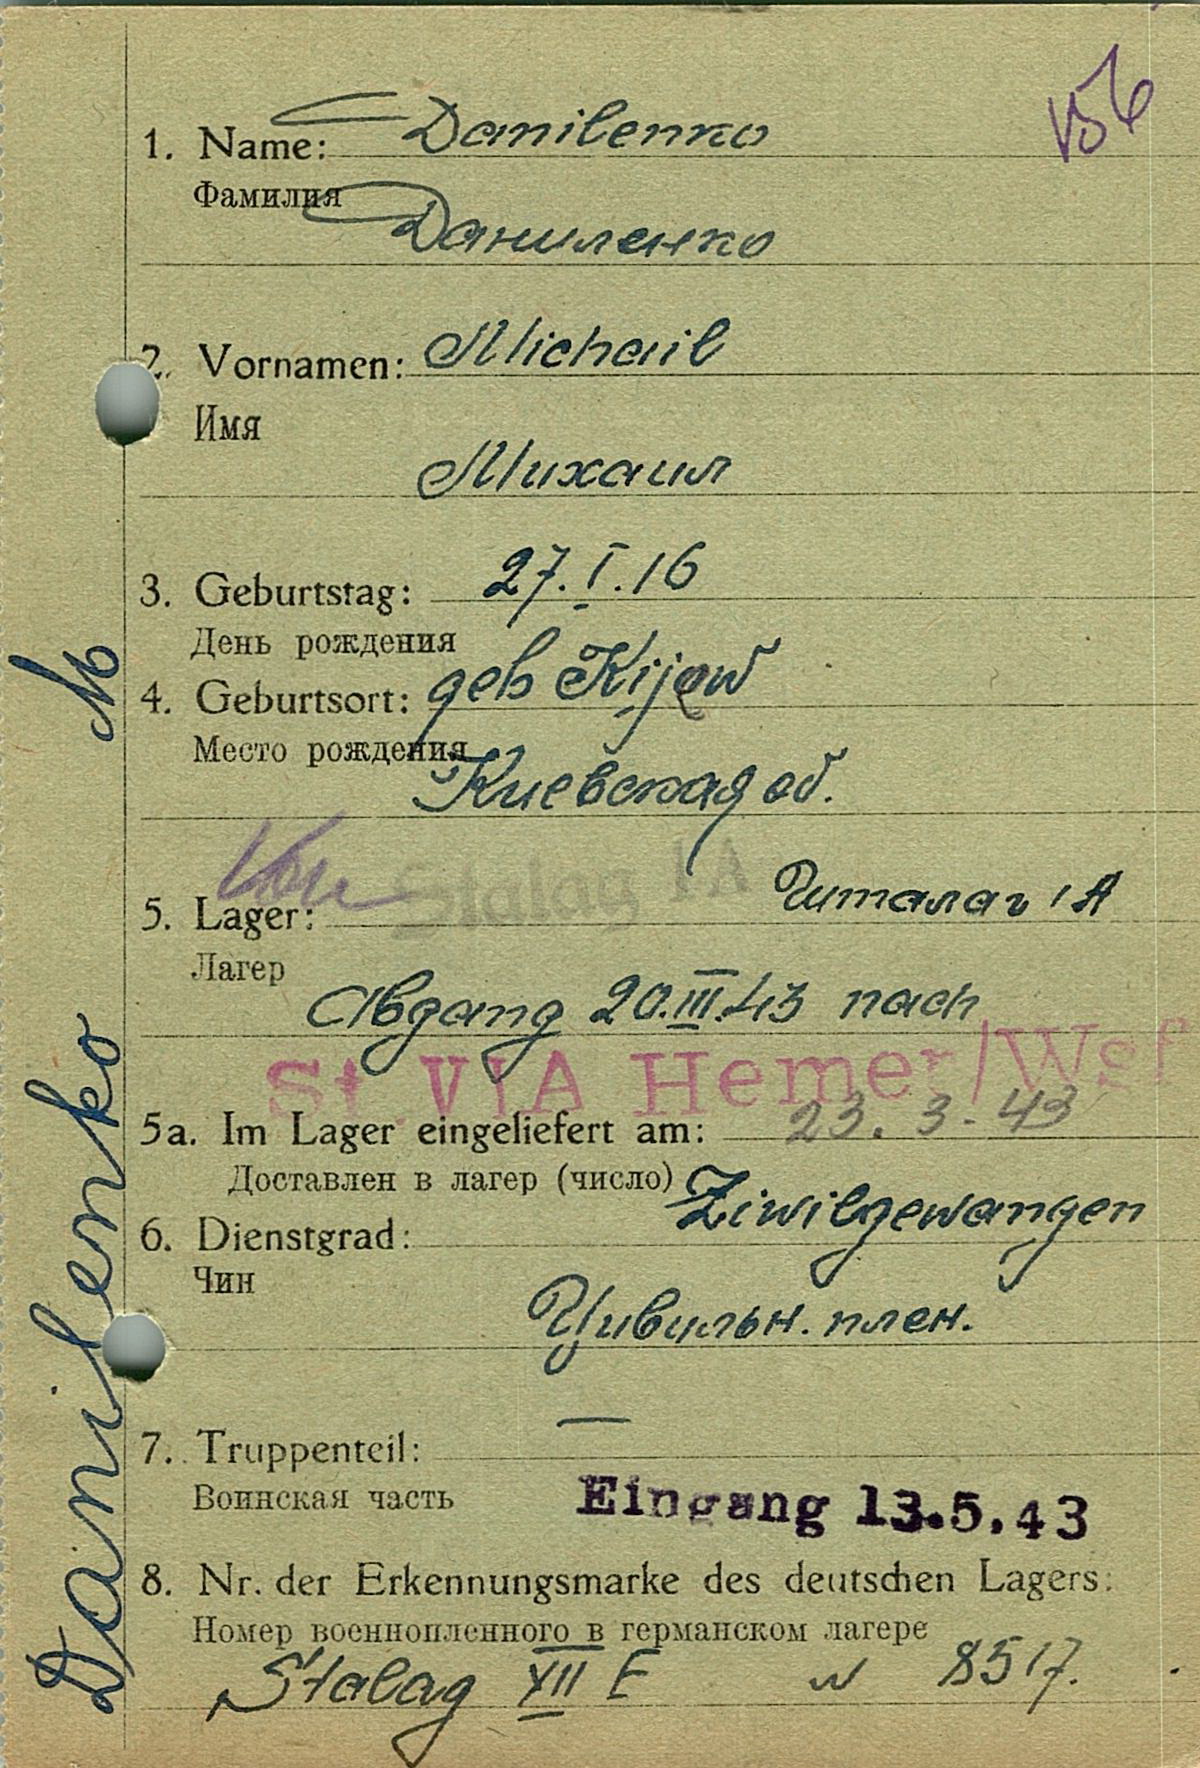 V56
1. Name: Danilenko
Фамилия
Даниленко
2. Vornamen: Michail
Имя
Михаил
3. Geburtstag: 27.I.16
День рождения
4. Geburtsort: geb Kijew
Место рождения
Киевская об.
Von Stalag IA Шталаг IA
5. Lager:
Лагер
Abgang 20.III.43 nach
St. VIA Hemer/Wsf
5a. Im Lager eingeliefert am: 23. 3. 43
Доставлен в лагер (число)
6. Dienstgrad: Ziwilgewangen
Чин
Цивильн. плен.
7. Truppenteil: —
Воинская часть
Eingang 13.5.43
8. Nr. der Erkennungsmarke des deutschen Lagers:
Номер военнопленного в германском лагере
Stalag XII F N 8517.
Danilenko M